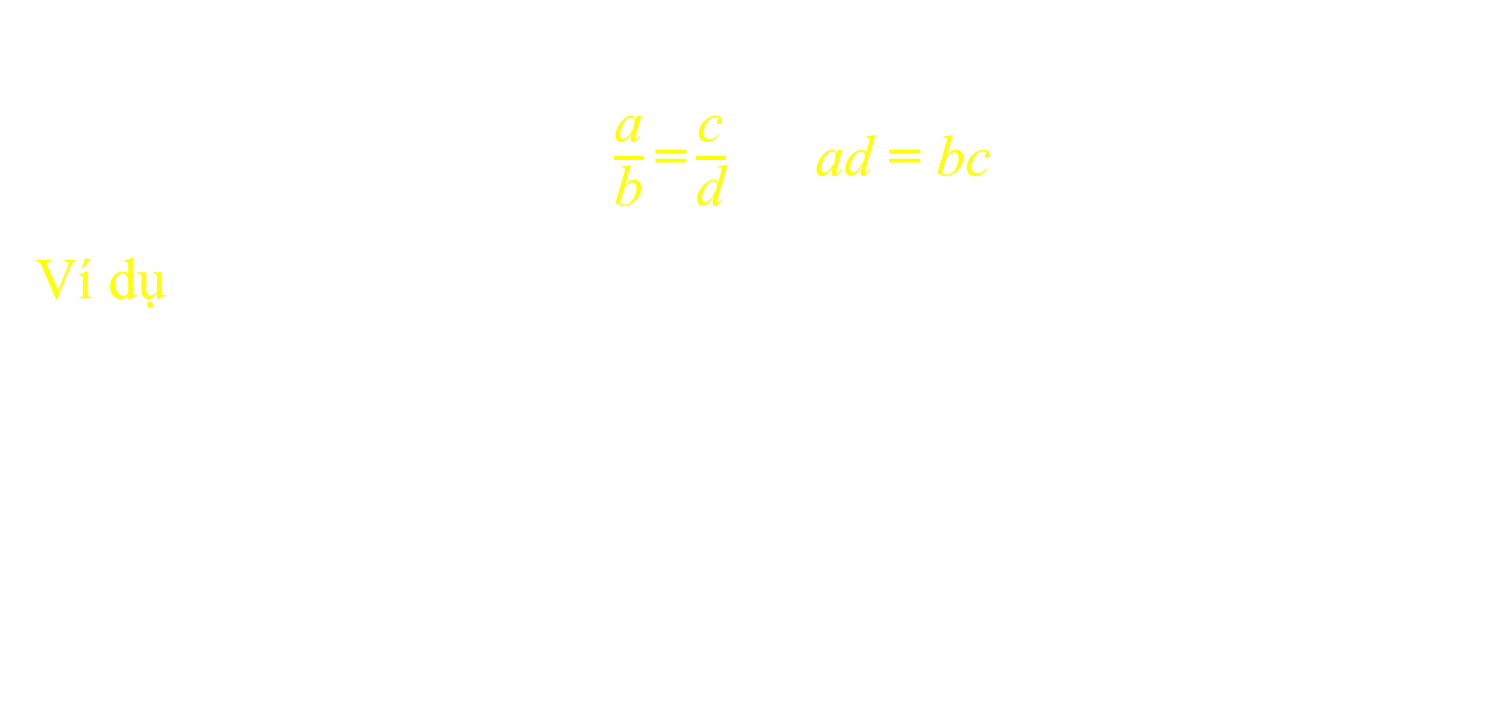 a/b = c/d ad = bc
Ví dụ